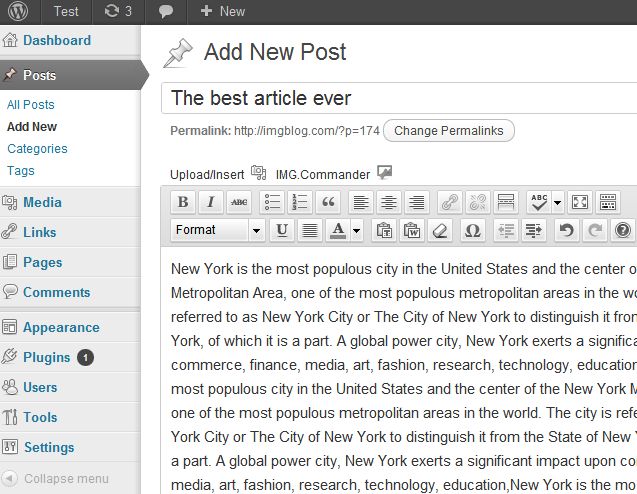 Test 3 New
Dashboard
Posts
All Posts
Add New
Categories
Tags
Media
Links
Pages
Comments
Appearance
Plugins 1
Users
Tools
Settings
Collapse menu
Add New Post
The best article ever
Permalink: http://imgblog.com/?p=174 Change Permalinks
Upload/Insert IMG.Commander
B I ABC ABC
Format U A T W Ω ?
New York is the most populous city in the United States and the center o
Metropolitan Area, one of the most populous metropolitan areas in the wo
referred to as New York City or The City of New York to distinguish it from
York, of which it is a part. A global power city, New York exerts a significa
commerce, finance, media, art, fashion, research, technology, education
most populous city in the United States and the center of the New York M
one of the most populous metropolitan areas in the world. The city is refe
York City or The City of New York to distinguish it from the State of New Y
a part. A global power city, New York exerts a significant impact upon co
media, art, fashion, research, technology, education,New York is the mo